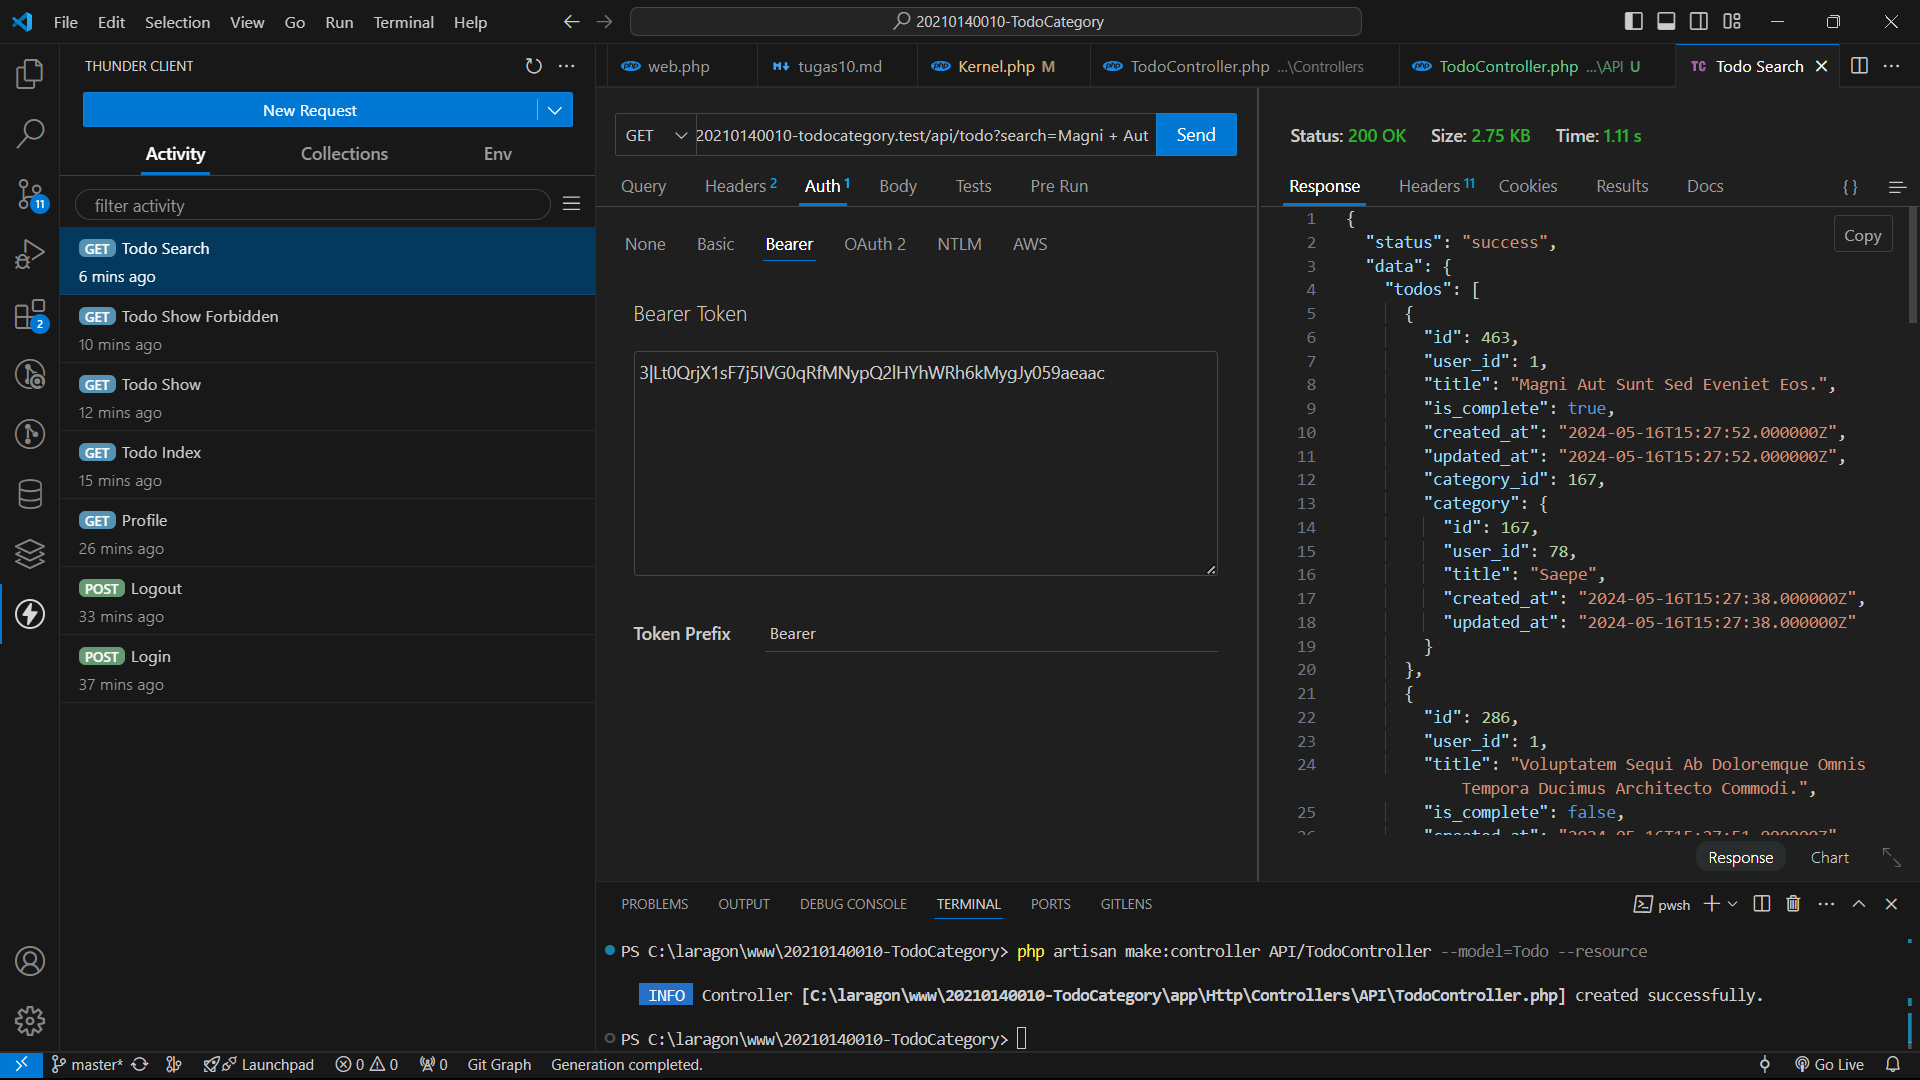 File Edit Selection View Go Run Terminal Help
20210140010-TodoCategory
THUNDER CLIENT
New Request
Activity Collections Env
filter activity
GET Todo Search
6 mins ago
GET Todo Show Forbidden
10 mins ago
GET Todo Show
12 mins ago
GET Todo Index
15 mins ago
GET Profile
26 mins ago
POST Logout
33 mins ago
POST Login
37 mins ago
11
2
web.php
tugas10.md
Kernel.php M
TodoController.php ...\Controllers
TodoController.php ...\API U
TC Todo Search
GET 20210140010-todocategory.test/api/todo?search=Magni + Aut Send
Query Headers 2 Auth 1 Body Tests Pre Run
None Basic Bearer OAuth 2 NTLM AWS
Bearer Token
3|Lt0QrjX1sF7j5IVG0qRfMNypQ2lHYhWRh6kMygJy059aeaac
Token Prefix Bearer
Status: 200 OK Size: 2.75 KB Time: 1.11 s
Response Headers 11 Cookies Results Docs { }
Copy
1 {
2 "status": "success",
3 "data": {
4 "todos": [
5 {
6 "id": 463,
7 "user_id": 1,
8 "title": "Magni Aut Sunt Sed Eveniet Eos.",
9 "is_complete": true,
10 "created_at": "2024-05-16T15:27:52.000000Z",
11 "updated_at": "2024-05-16T15:27:52.000000Z",
12 "category_id": 167,
13 "category": {
14 "id": 167,
15 "user_id": 78,
16 "title": "Saepe",
17 "created_at": "2024-05-16T15:27:38.000000Z",
18 "updated_at": "2024-05-16T15:27:38.000000Z"
19 }
20 },
21 {
22 "id": 286,
23 "user_id": 1,
24 "title": "Voluptatem Sequi Ab Doloremque Omnis
Tempora Ducimus Architecto Commodi.",
25 "is_complete": false,
26 "created_at": "2024-05-16T15:27:51.000000Z"
Response Chart
PROBLEMS OUTPUT DEBUG CONSOLE TERMINAL PORTS GITLENS
pwsh
PS C:\laragon\www\20210140010-TodoCategory> php artisan make:controller API/TodoController --model=Todo --resource
INFO Controller [C:\laragon\www\20210140010-TodoCategory\app\Http\Controllers\API\TodoController.php] created successfully.
PS C:\laragon\www\20210140010-TodoCategory>
master* Launchpad 0 0 0 Git Graph Generation completed. Go Live